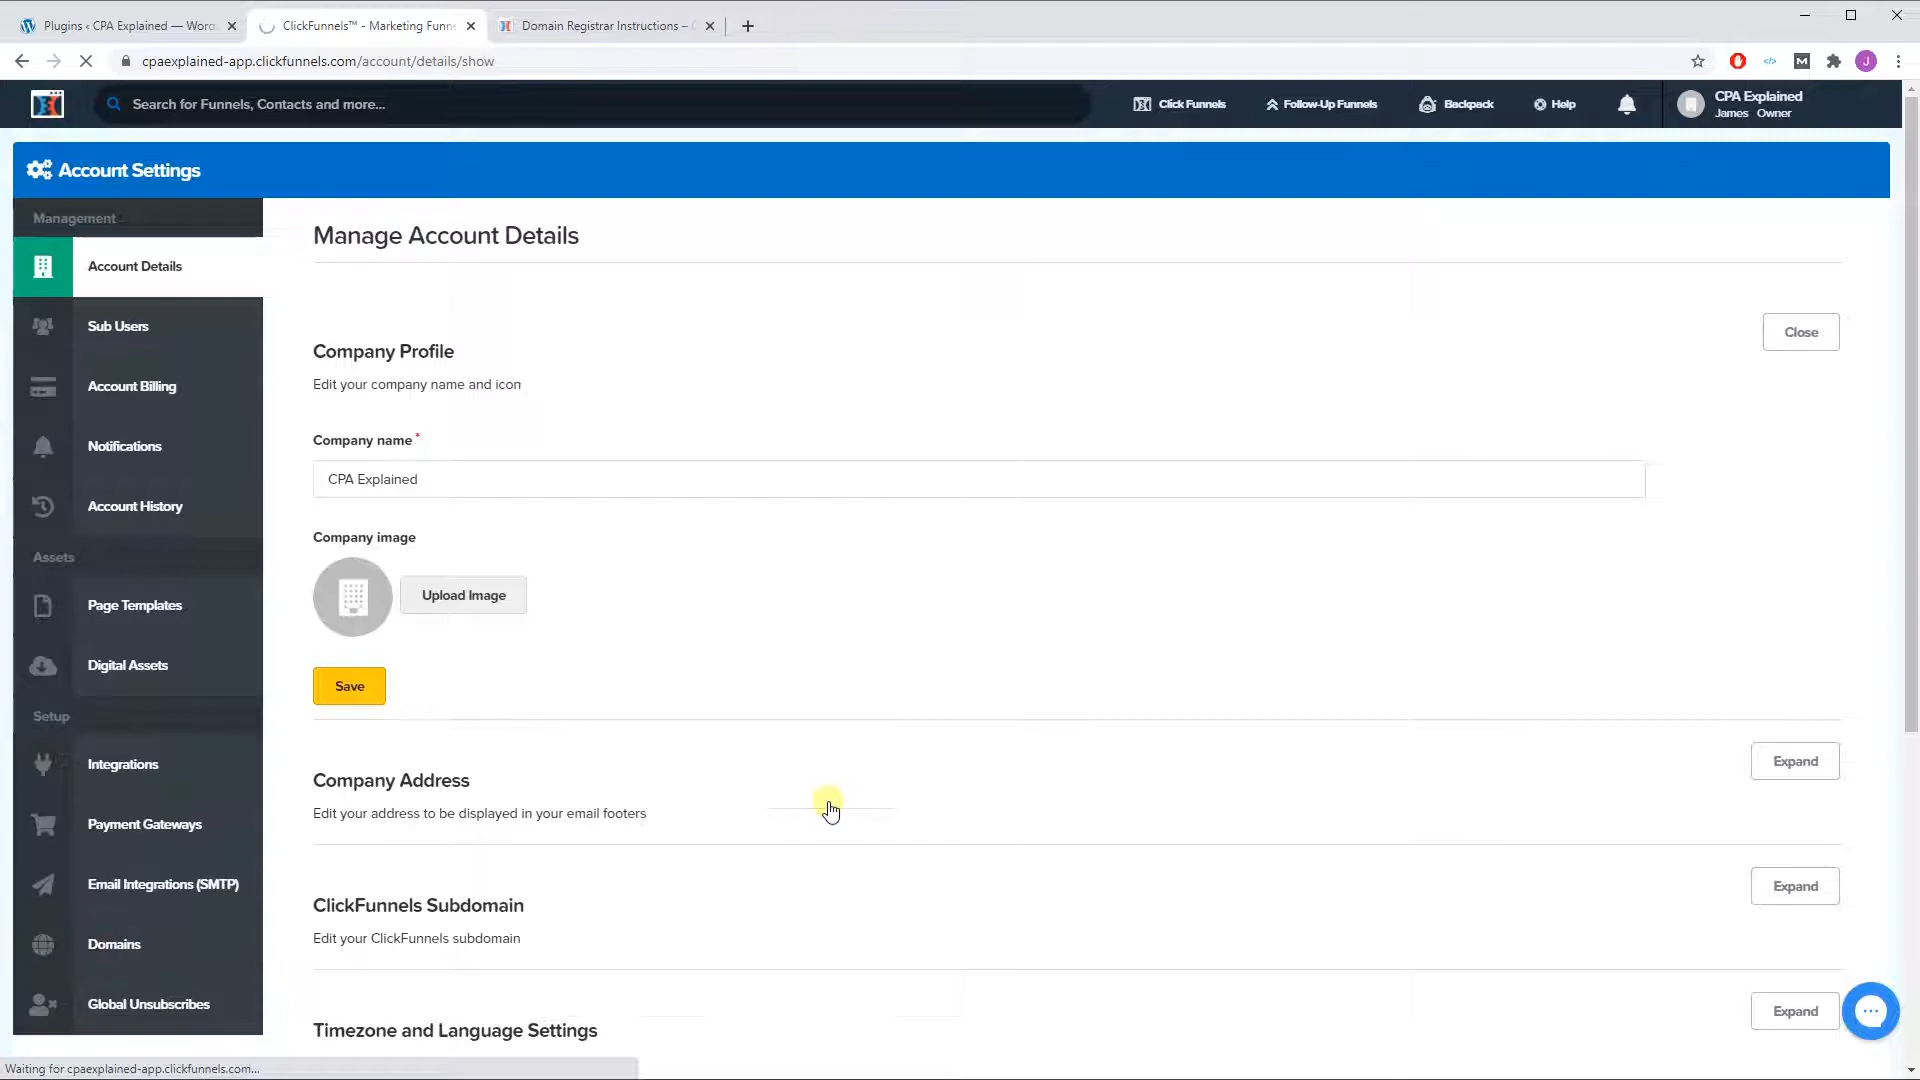 Plugins ‹ CPA Explained — Word
ClickFunnels™ - Marketing Funne
Domain Registrar Instructions –
cpaexplained-app.clickfunnels.com/account/details/show
Search for Funnels, Contacts and more...
Click Funnels
Follow-Up Funnels
Backpack
Help
CPA Explained
James Owner
Account Settings
Management
Account Details
Sub Users
Account Billing
Notifications
Account History
Assets
Page Templates
Digital Assets
Setup
Integrations
Payment Gateways
Email Integrations (SMTP)
Domains
Global Unsubscribes
Manage Account Details
Close
Company Profile
Edit your company name and icon
Company name *
CPA Explained
Company image
Upload Image
Save
Expand
Company Address
Edit your address to be displayed in your email footers
Expand
ClickFunnels Subdomain
Edit your ClickFunnels subdomain
Expand
Timezone and Language Settings
Waiting for cpaexplained-app.clickfunnels.com...